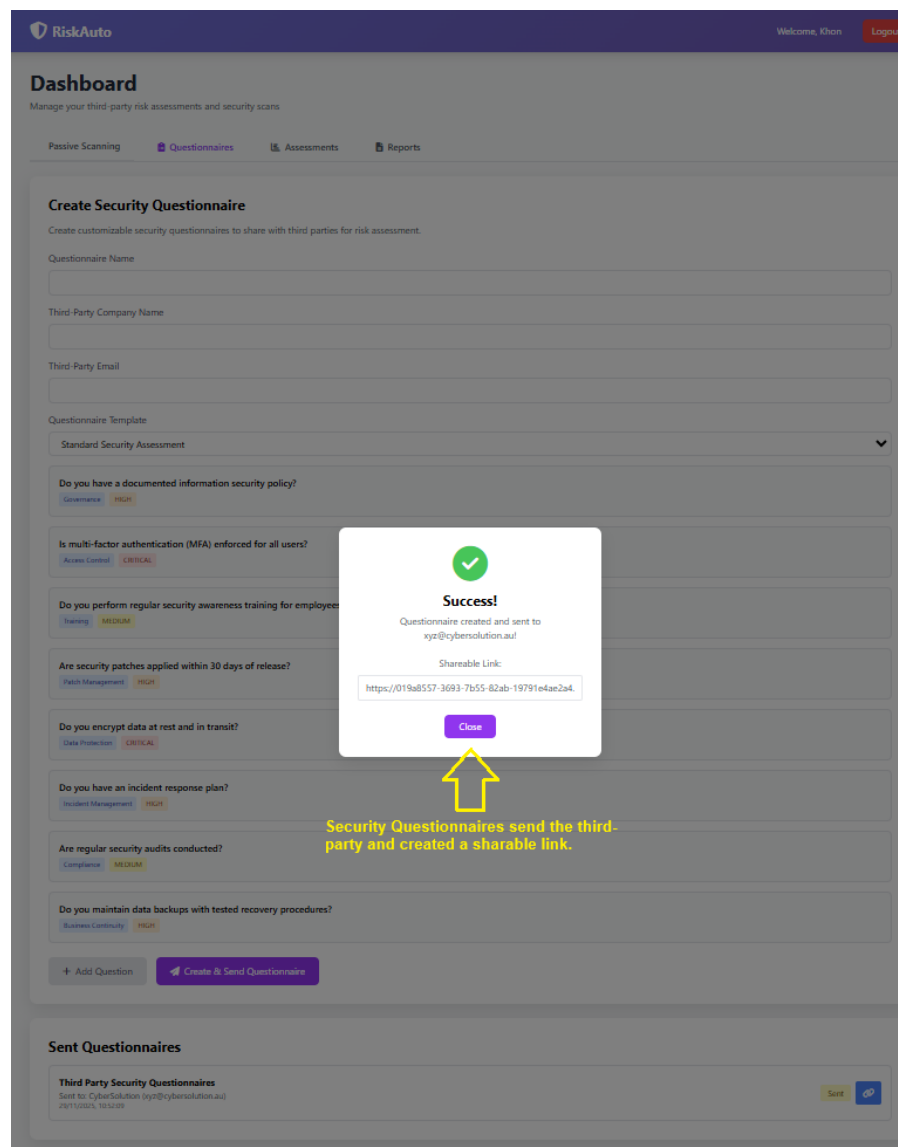 RiskAuto
Welcome, Khan
Logou
Dashboard
Manage your third-party risk assessments and security scans
Passive Scanning
Questionnaires
Assessments
Reports
Create Security Questionnaire
Create customizable security questionnaires to share with third parties for risk assessment.
Questionnaire Name
Third-Party Company Name
Third-Party Email
Questionnaire Template
Standard Security Assessment
Do you have a documented information security policy?
Governance HIGH
Is multi-factor authentication (MFA) enforced for all users?
Access Control CRITICAL
Do you perform regular security awareness training for employees
Training MEDIUM
Are security patches applied within 30 days of release?
Patch Management HIGH
Do you encrypt data at rest and in transit?
Data Protection CRITICAL
Do you have an incident response plan?
Incident Management HIGH
Are regular security audits conducted?
Compliance MEDIUM
Do you maintain data backups with tested recovery procedures?
Business Continuity HIGH
+ Add Question
Create & Send Questionnaire
Success!
Questionnaire created and sent to
xyz@cybersolution.au!
Shareable Link:
https://019a8557-3693-7b55-82ab-19791e4ae2a4.
Close
Security Questionnaires send the third-
party and created a sharable link.
Sent Questionnaires
Third Party Security Questionnaires
Sent to: CyberSolution (xyz@cybersolution.au)
29/11/2025, 10:52:09
Sent